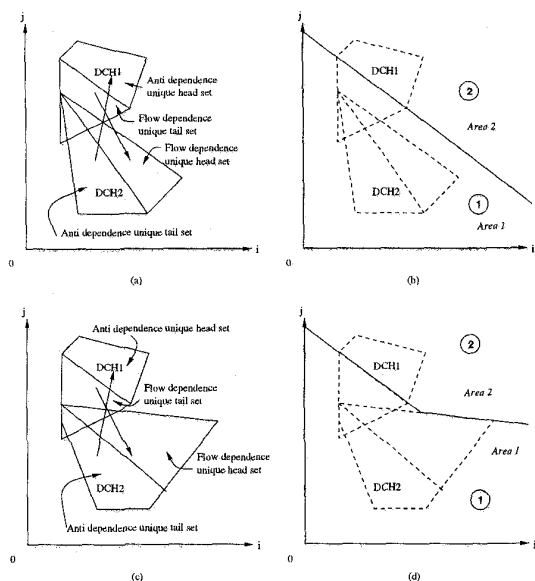 j
DCH1
Anti dependence
unique head set
Flow dependence
unique tail set
Flow dependence
unique head set
DCH2
Anti dependence unique tail set
i
0
(a)
j
DCH1
2
Area 2
DCH2
1
Area 1
i
0
(b)
j
Anti dependence unique head set
DCH1
Flow dependence
unique tail set
Flow dependence
unique head set
DCH2
Anti dependence unique tail set
i
0
(c)
j
2
DCH1
Area 2
Area 1
DCH2
1
i
0
(d)